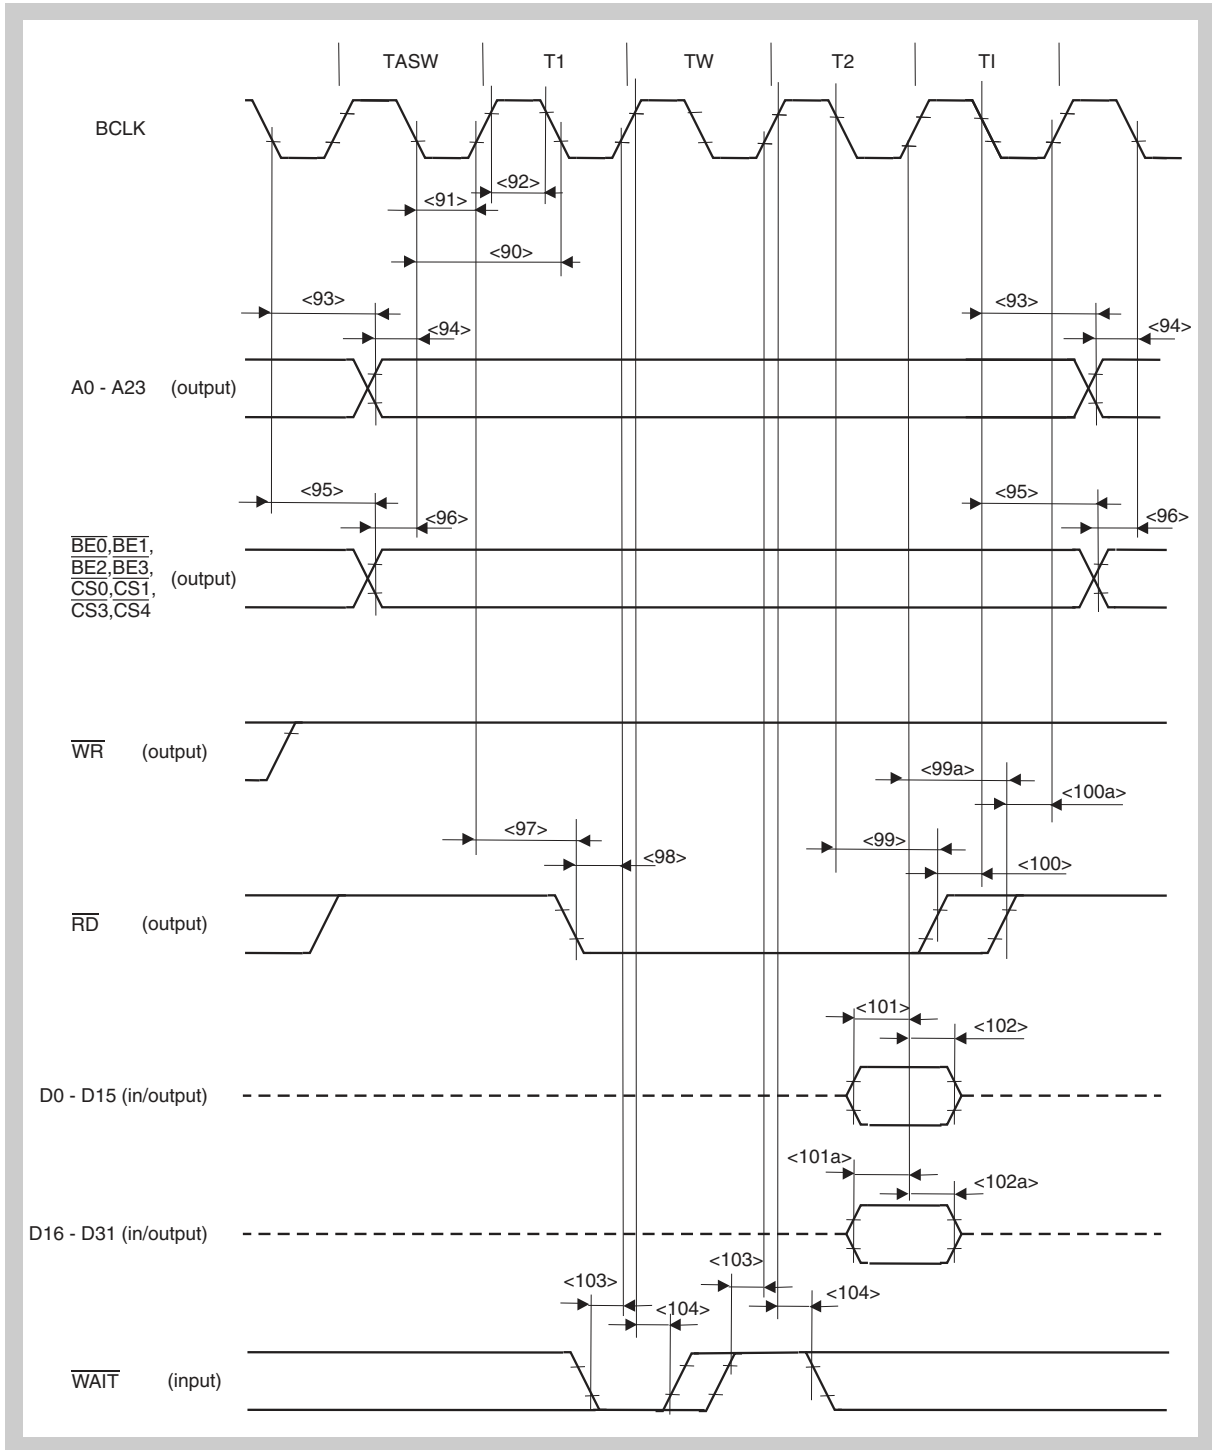 TASW T1 TW T2 TI
BCLK
<92>
<91>
<90>
<93> <93>
<94> <94>
A0 - A23 (output)
<95> <95>
<96> <96>
BE0,BE1,
BE2,BE3, (output)
CS0,CS1,
CS3,CS4
WR (output)
<99a>
<100a>
<97> <99>
<98> <100>
RD (output)
<101>
<102>
D0 - D15 (in/output)
<101a>
<102a>
D16 - D31 (in/output)
<103>
<103>
<104>
<104>
WAIT (input)